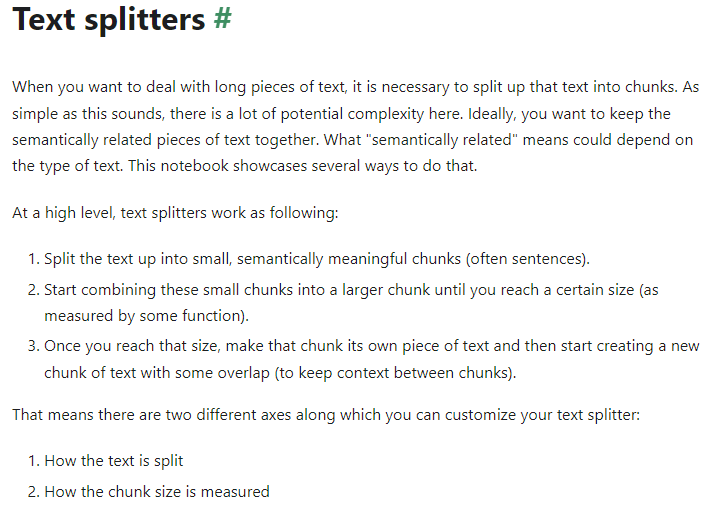 Text splitters #
When you want to deal with long pieces of text, it is necessary to split up that text into chunks. As
simple as this sounds, there is a lot of potential complexity here. Ideally, you want to keep the
semantically related pieces of text together. What "semantically related" means could depend on
the type of text. This notebook showcases several ways to do that.
At a high level, text splitters work as following:
1. Split the text up into small, semantically meaningful chunks (often sentences).
2. Start combining these small chunks into a larger chunk until you reach a certain size (as
measured by some function).
3. Once you reach that size, make that chunk its own piece of text and then start creating a new
chunk of text with some overlap (to keep context between chunks).
That means there are two different axes along which you can customize your text splitter:
1. How the text is split
2. How the chunk size is measured